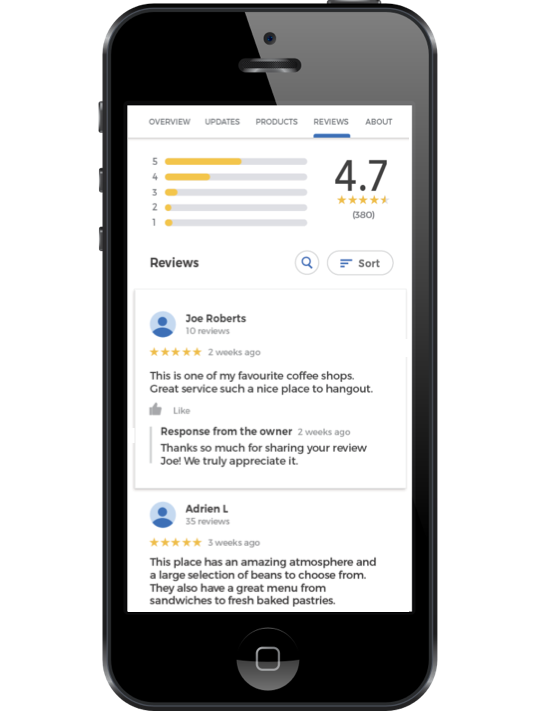 OVERVIEW UPDATES PRODUCTS REVIEWS ABOUT
5
4
3
2
1
4.7
(380)
Reviews
Sort
Joe Roberts
10 reviews
2 weeks ago
This is one of my favourite coffee shops.
Great service such a nice place to hangout.
Like
Response from the owner 2 weeks ago
Thanks so much for sharing your review
Joe! We truly appreciate it.
Adrien L
35 reviews
3 weeks ago
This place has an amazing atmosphere and
a large selection of beans to choose from.
They also have a great menu from
sandwiches to fresh baked pastries.